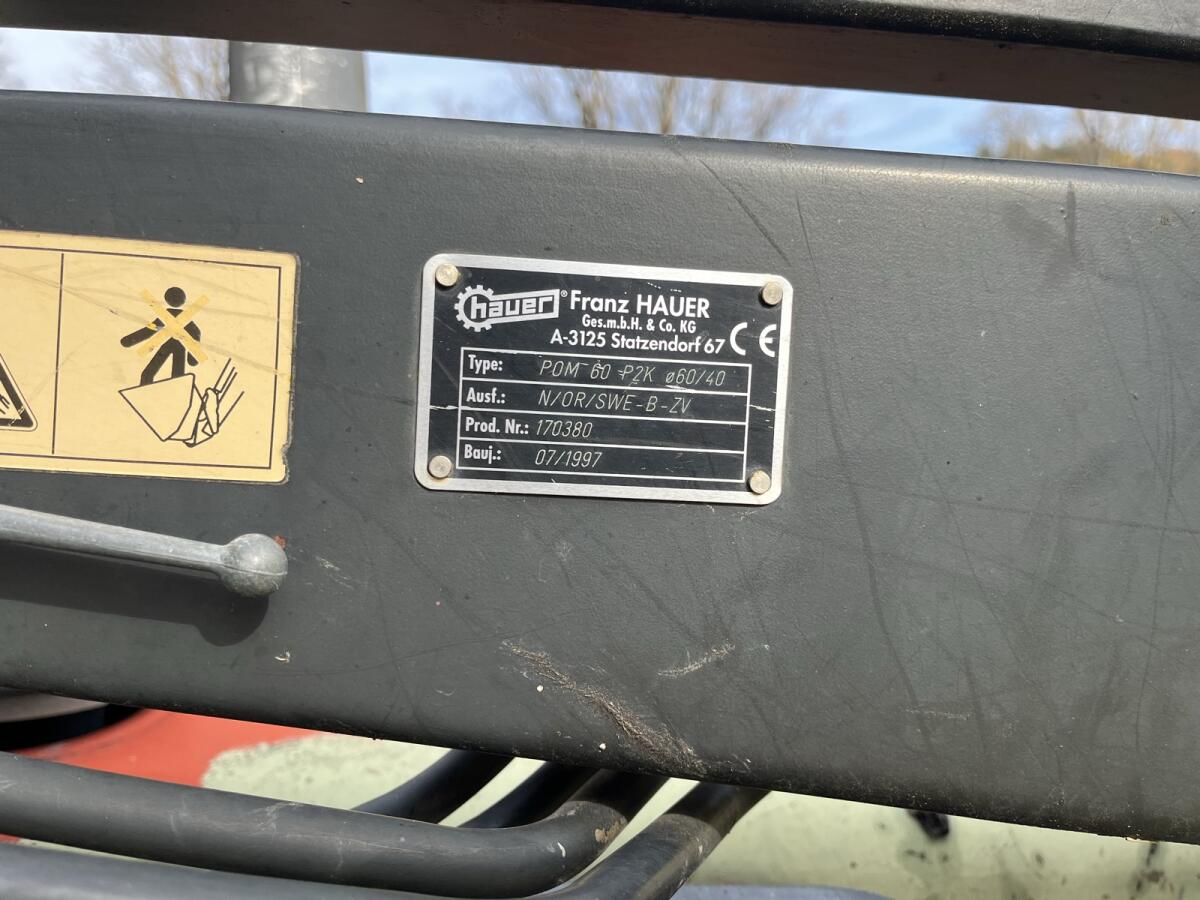 hauer® Franz HAUER
Ges.m.b.H. & Co. KG
A-3125 Statzendorf 67 CE
Type: POM 60 P2K ø60/40
Ausf.: N/OR/SWE-B-ZV
Prod. Nr.: 170380
Bauj.: 07/1997